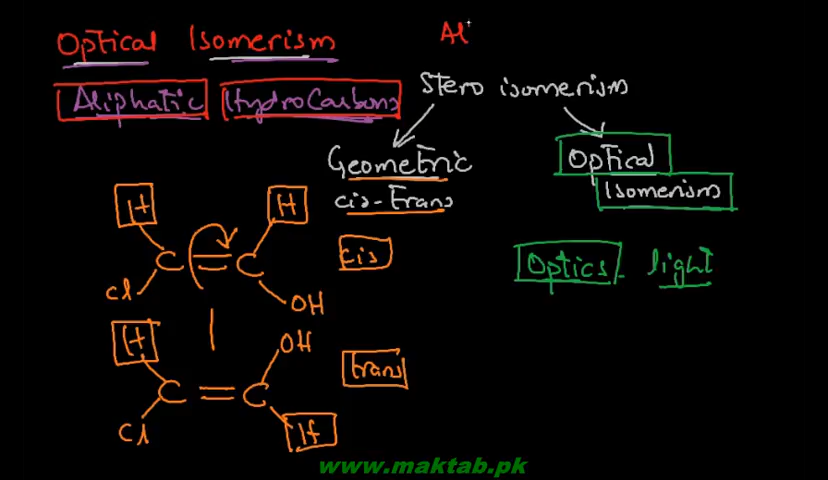 Optical Isomerism
Al
Aliphatic HydroCarbons
Stero isomerism
Geometric
cis-trans
Optical
Isomerism
Optics - light
H H
C = C
cis
Cl OH
H OH
C = C
trans
Cl H
www.maktab.pk